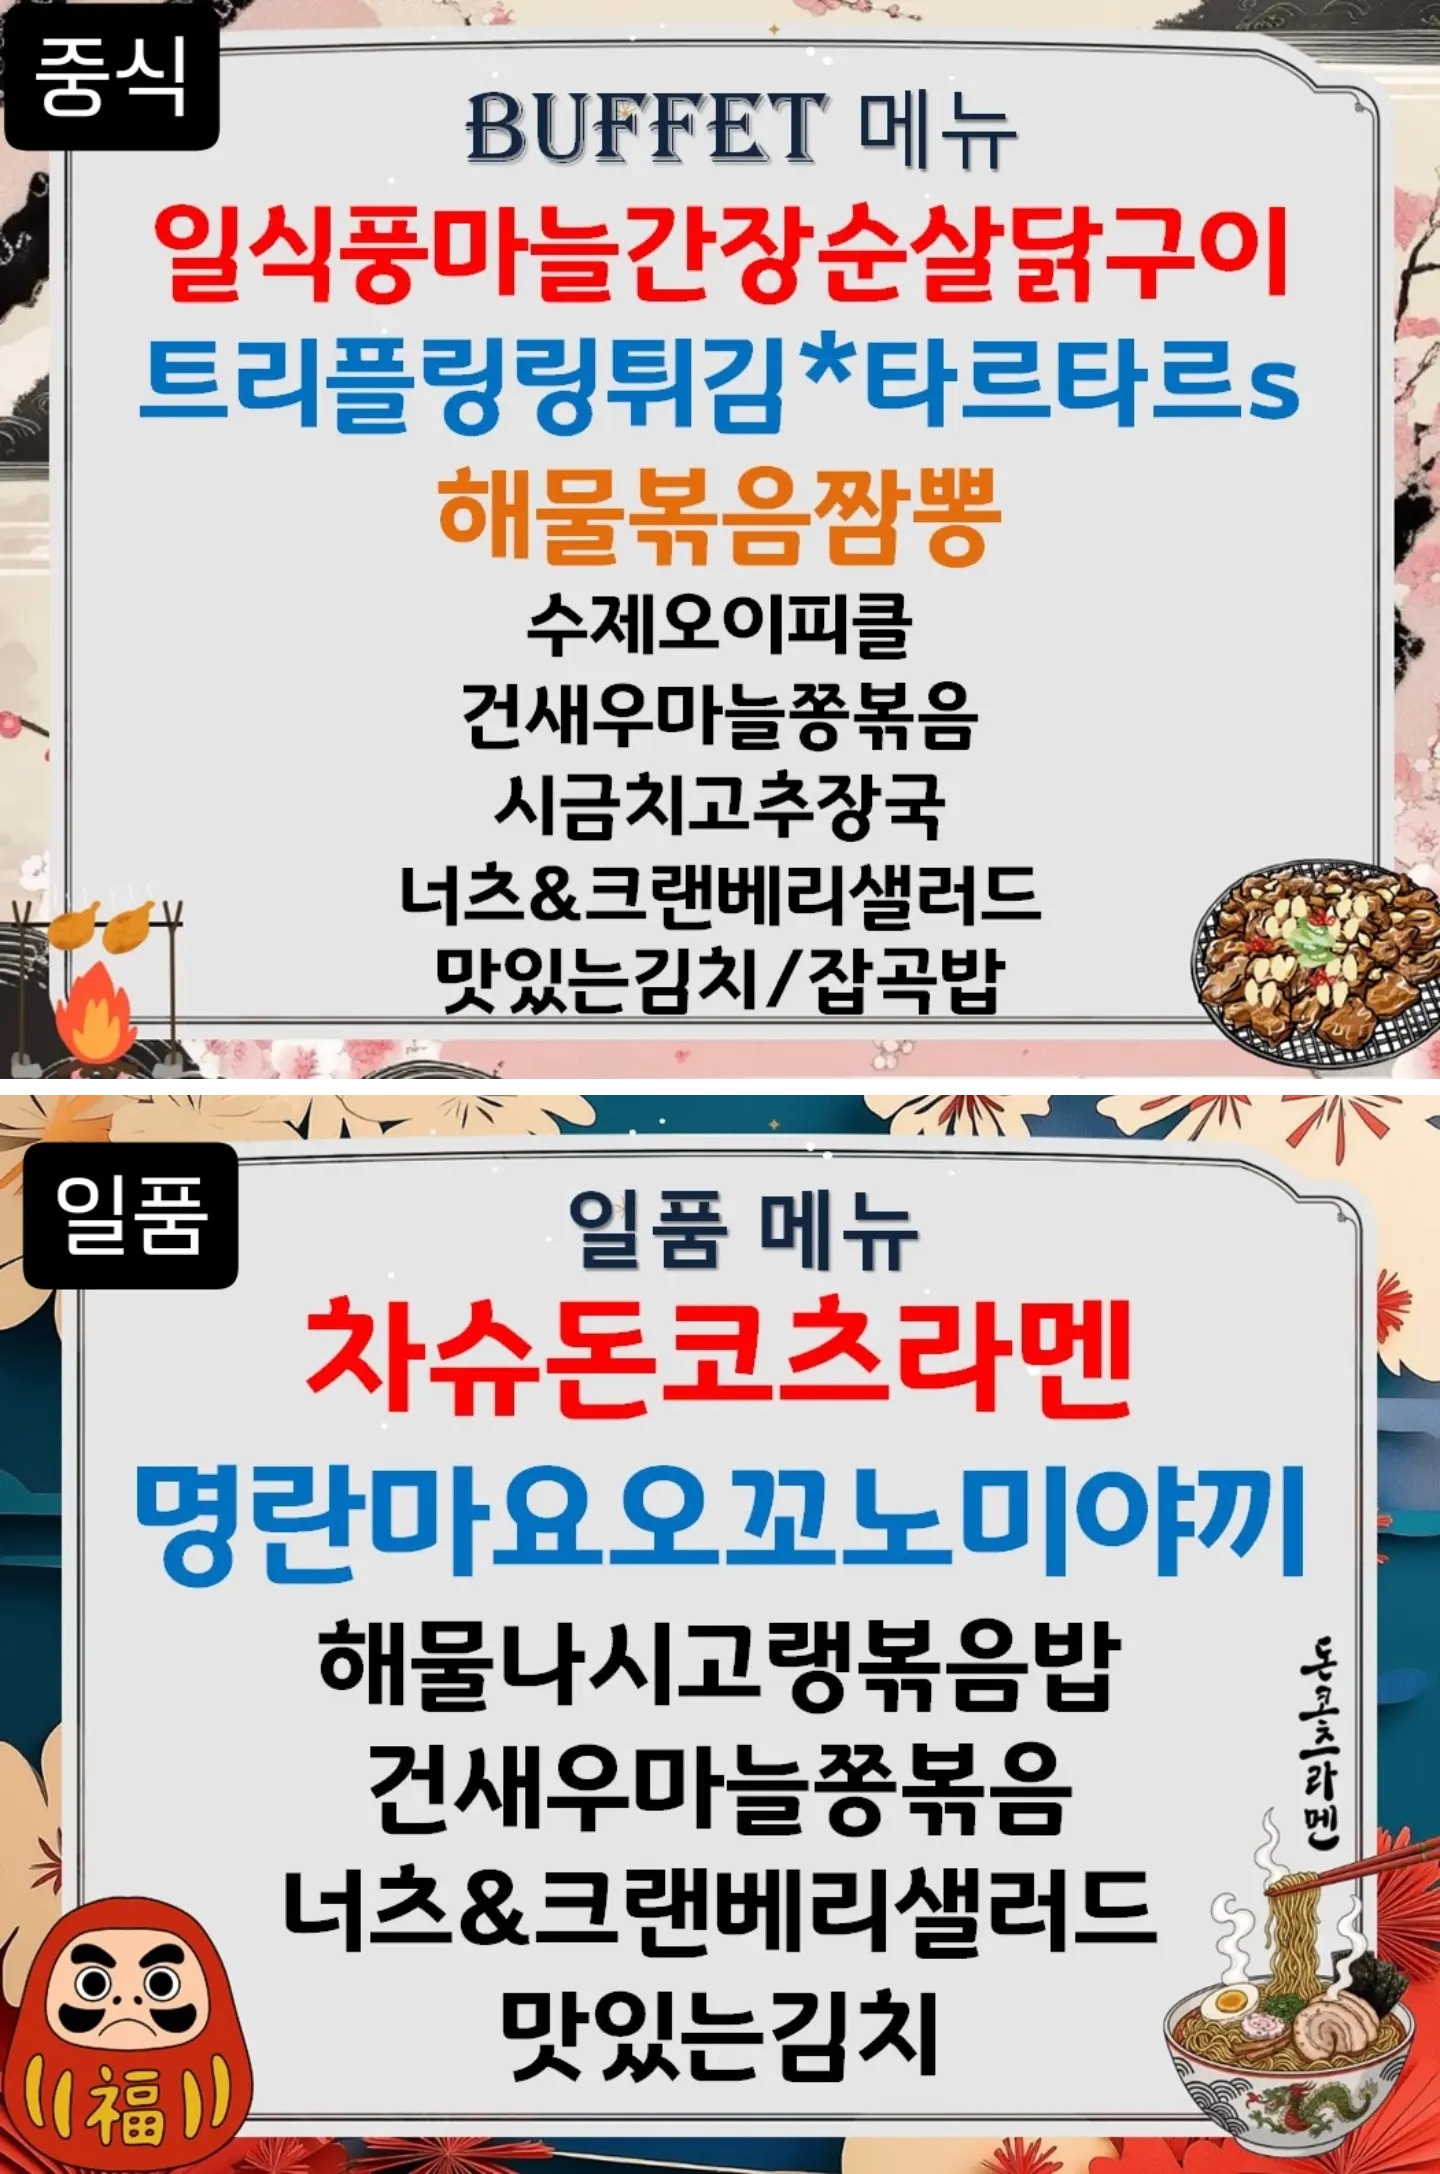 중식
BUFFET 메뉴
일식풍마늘간장순살닭구이
트리플링링튀김*타르타르s
해물볶음짬뽕
수제오이피클
건새우마늘쫑볶음
시금치고추장국
너츠&크랜베리샐러드
맛있는김치/잡곡밥
일품
일품 메뉴
차슈돈코츠라멘
명란마요오꼬노미야끼
해물나시고랭볶음밥
건새우마늘쫑볶음
너츠&크랜베리샐러드
맛있는김치
돈코츠라멘
福